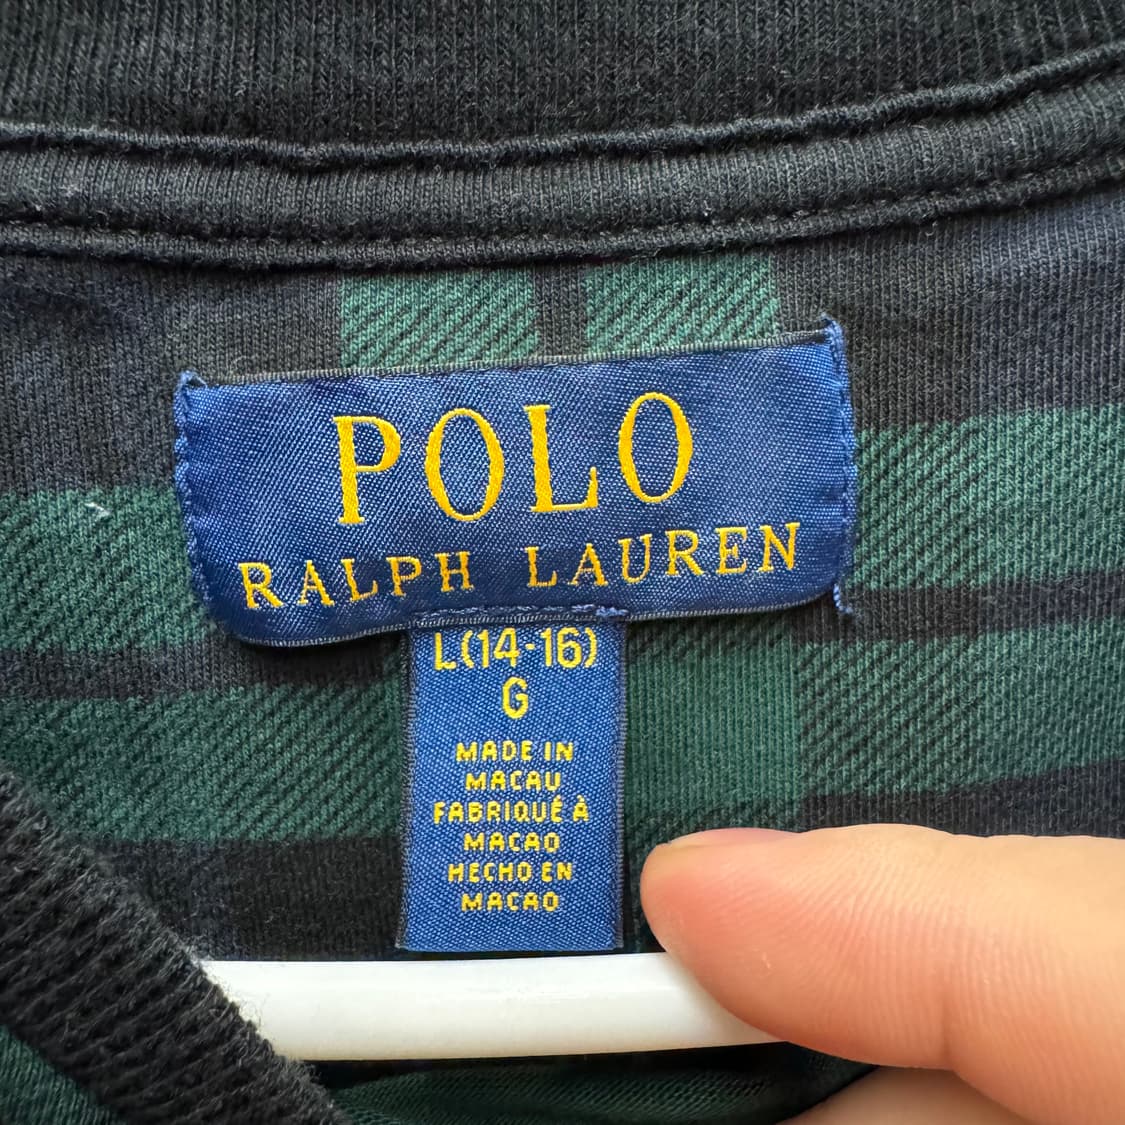 POLO
RALPH LAUREN
L(14-16)
G
MADE IN
MACAU
FABRIQUÉ À
MACAO
HECHO EN
MACAO